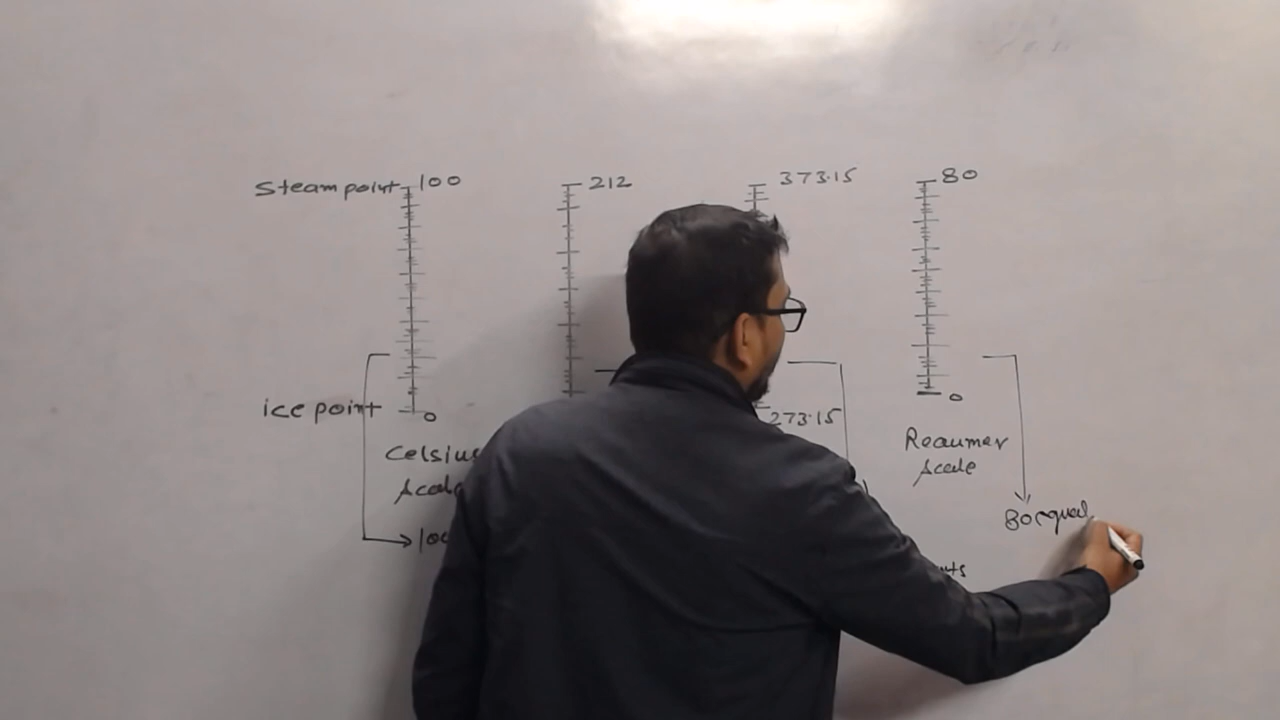 Steam point 100
212
373.15
80
ice point 0
273.15
0
Celsius
Scale
Reaumer
Scale
80 equal